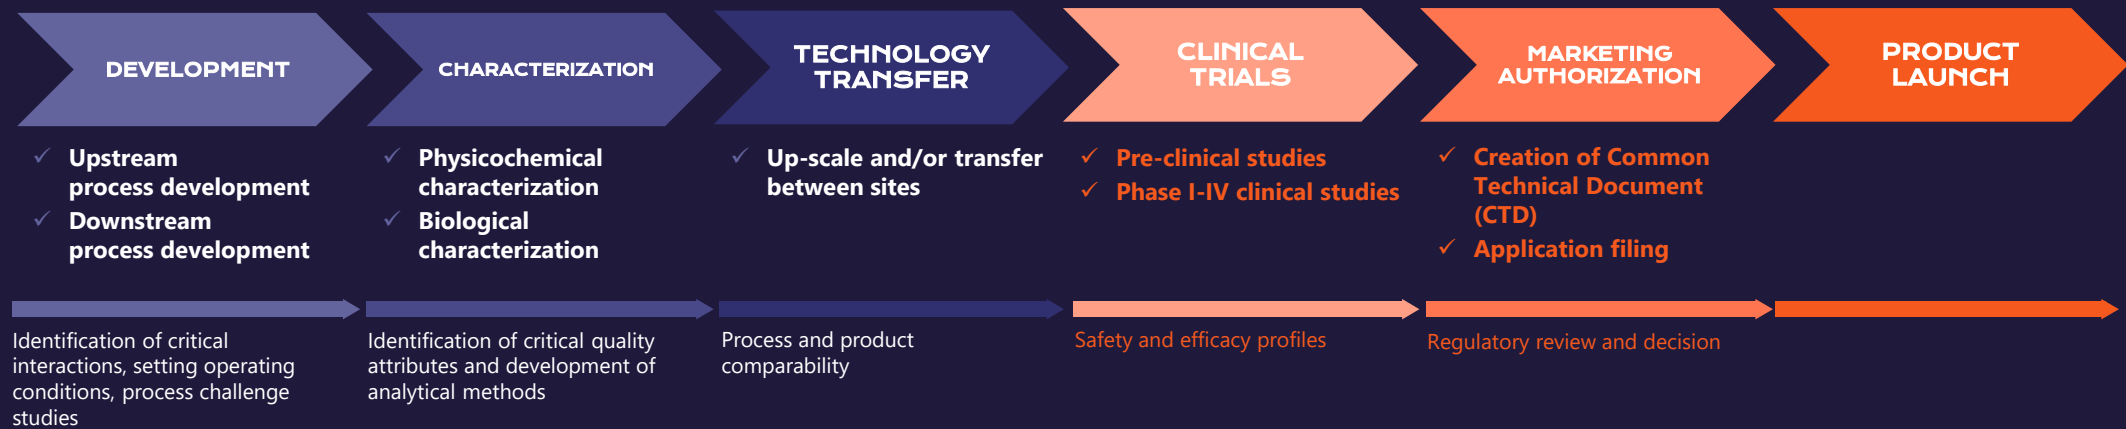 DEVELOPMENT
CHARACTERIZATION
TECHNOLOGY
TRANSFER
CLINICAL
TRIALS
MARKETING
AUTHORIZATION
PRODUCT
LAUNCH
✓ Upstream
process development
✓ Downstream
process development
✓ Physicochemical
characterization
✓ Biological
characterization
✓ Up-scale and/or transfer
between sites
✓ Pre-clinical studies
✓ Phase I-IV clinical studies
✓ Creation of Common
Technical Document
(CTD)
✓ Application filing
Identification of critical
interactions, setting operating
conditions, process challenge
studies
Identification of critical quality
attributes and development of
analytical methods
Process and product
comparability
Safety and efficacy profiles
Regulatory review and decision